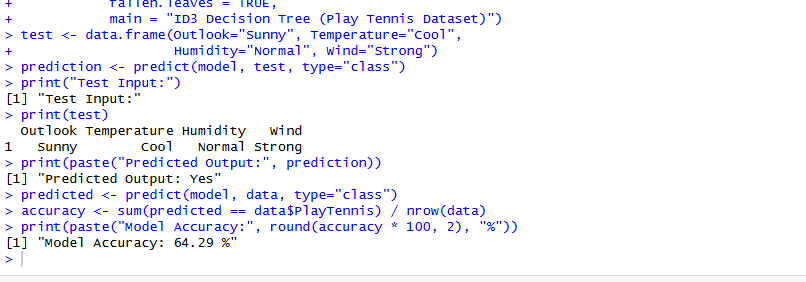 +             fallen.leaves = TRUE,
+             main = "ID3 Decision Tree (Play Tennis Dataset)")
> test <- data.frame(Outlook="Sunny", Temperature="Cool",
+                    Humidity="Normal", Wind="Strong")
> prediction <- predict(model, test, type="class")
> print("Test Input:")
[1] "Test Input:"
> print(test)
  Outlook Temperature Humidity   Wind
1   Sunny        Cool   Normal Strong
> print(paste("Predicted Output:", prediction))
[1] "Predicted Output: Yes"
> predicted <- predict(model, data, type="class")
> accuracy <- sum(predicted == data$PlayTennis) / nrow(data)
> print(paste("Model Accuracy:", round(accuracy * 100, 2), "%"))
[1] "Model Accuracy: 64.29 %"
>